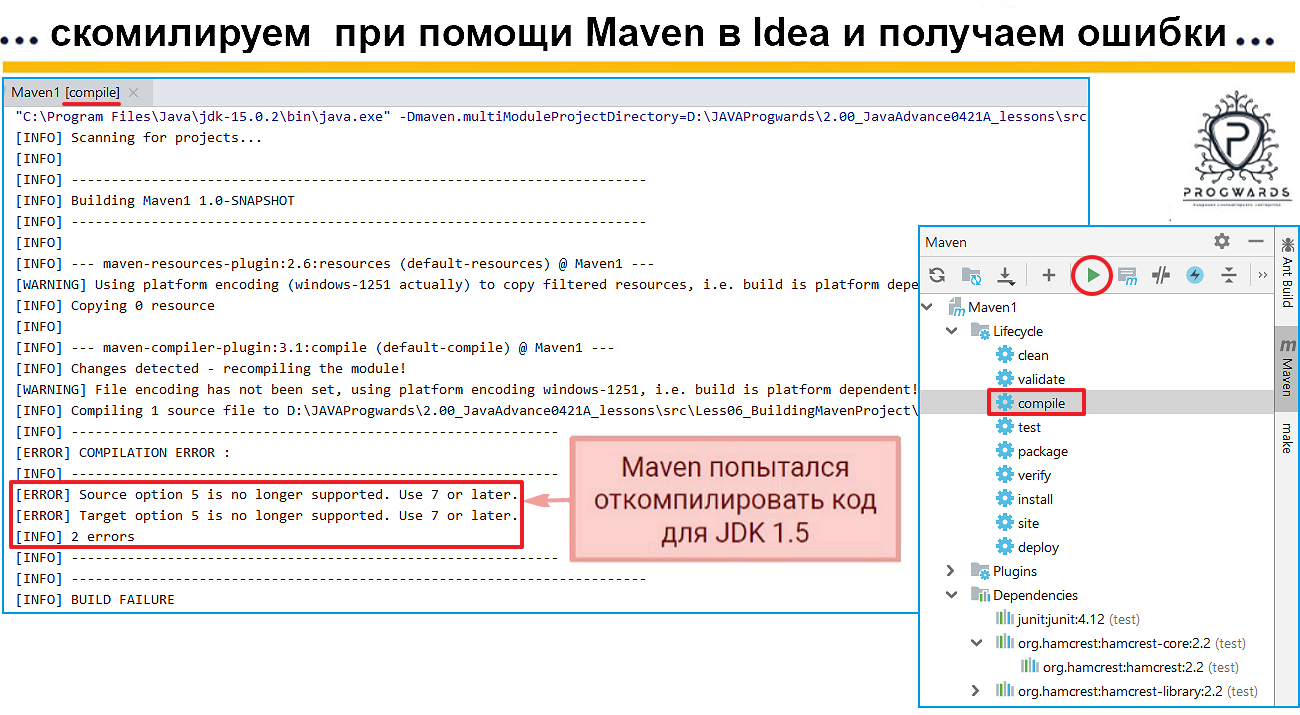 ... скомилируем при помощи Maven в Idea и получаем ошибки ...
Maven1 [compile]
"C:\Program Files\Java\jdk-15.0.2\bin\java.exe" -Dmaven.multiModuleProjectDirectory=D:\JAVAProgwards\2.00_JavaAdvance0421A_lessons\src
[INFO] Scanning for projects...
[INFO]
[INFO] ------------------------------------------------------------------------
[INFO] Building Maven1 1.0-SNAPSHOT
[INFO] ------------------------------------------------------------------------
[INFO]
[INFO] --- maven-resources-plugin:2.6:resources (default-resources) @ Maven1 ---
[WARNING] Using platform encoding (windows-1251 actually) to copy filtered resources, i.e. build is platform depe
[INFO] Copying 0 resource
[INFO]
[INFO] --- maven-compiler-plugin:3.1:compile (default-compile) @ Maven1 ---
[INFO] Changes detected - recompiling the module!
[WARNING] File encoding has not been set, using platform encoding windows-1251, i.e. build is platform dependent!
[INFO] Compiling 1 source file to D:\JAVAProgwards\2.00_JavaAdvance0421A_lessons\src\Less06_BuildingMavenProject\
[INFO] -------------------------------------------------------------
[ERROR] COMPILATION ERROR :
[INFO] -------------------------------------------------------------
[ERROR] Source option 5 is no longer supported. Use 7 or later.
[ERROR] Target option 5 is no longer supported. Use 7 or later.
[INFO] 2 errors
[INFO] -------------------------------------------------------------
[INFO] ------------------------------------------------------------------------
[INFO] BUILD FAILURE
Maven попытался
откомпилировать код
для JDK 1.5
PROGWARDS
Maven
Maven1
Lifecycle
clean
validate
compile
test
package
verify
install
site
deploy
Plugins
Dependencies
junit:junit:4.12 (test)
org.hamcrest:hamcrest-core:2.2 (test)
org.hamcrest:hamcrest:2.2 (test)
org.hamcrest:hamcrest-library:2.2 (test)
Ant Build
m Maven
make